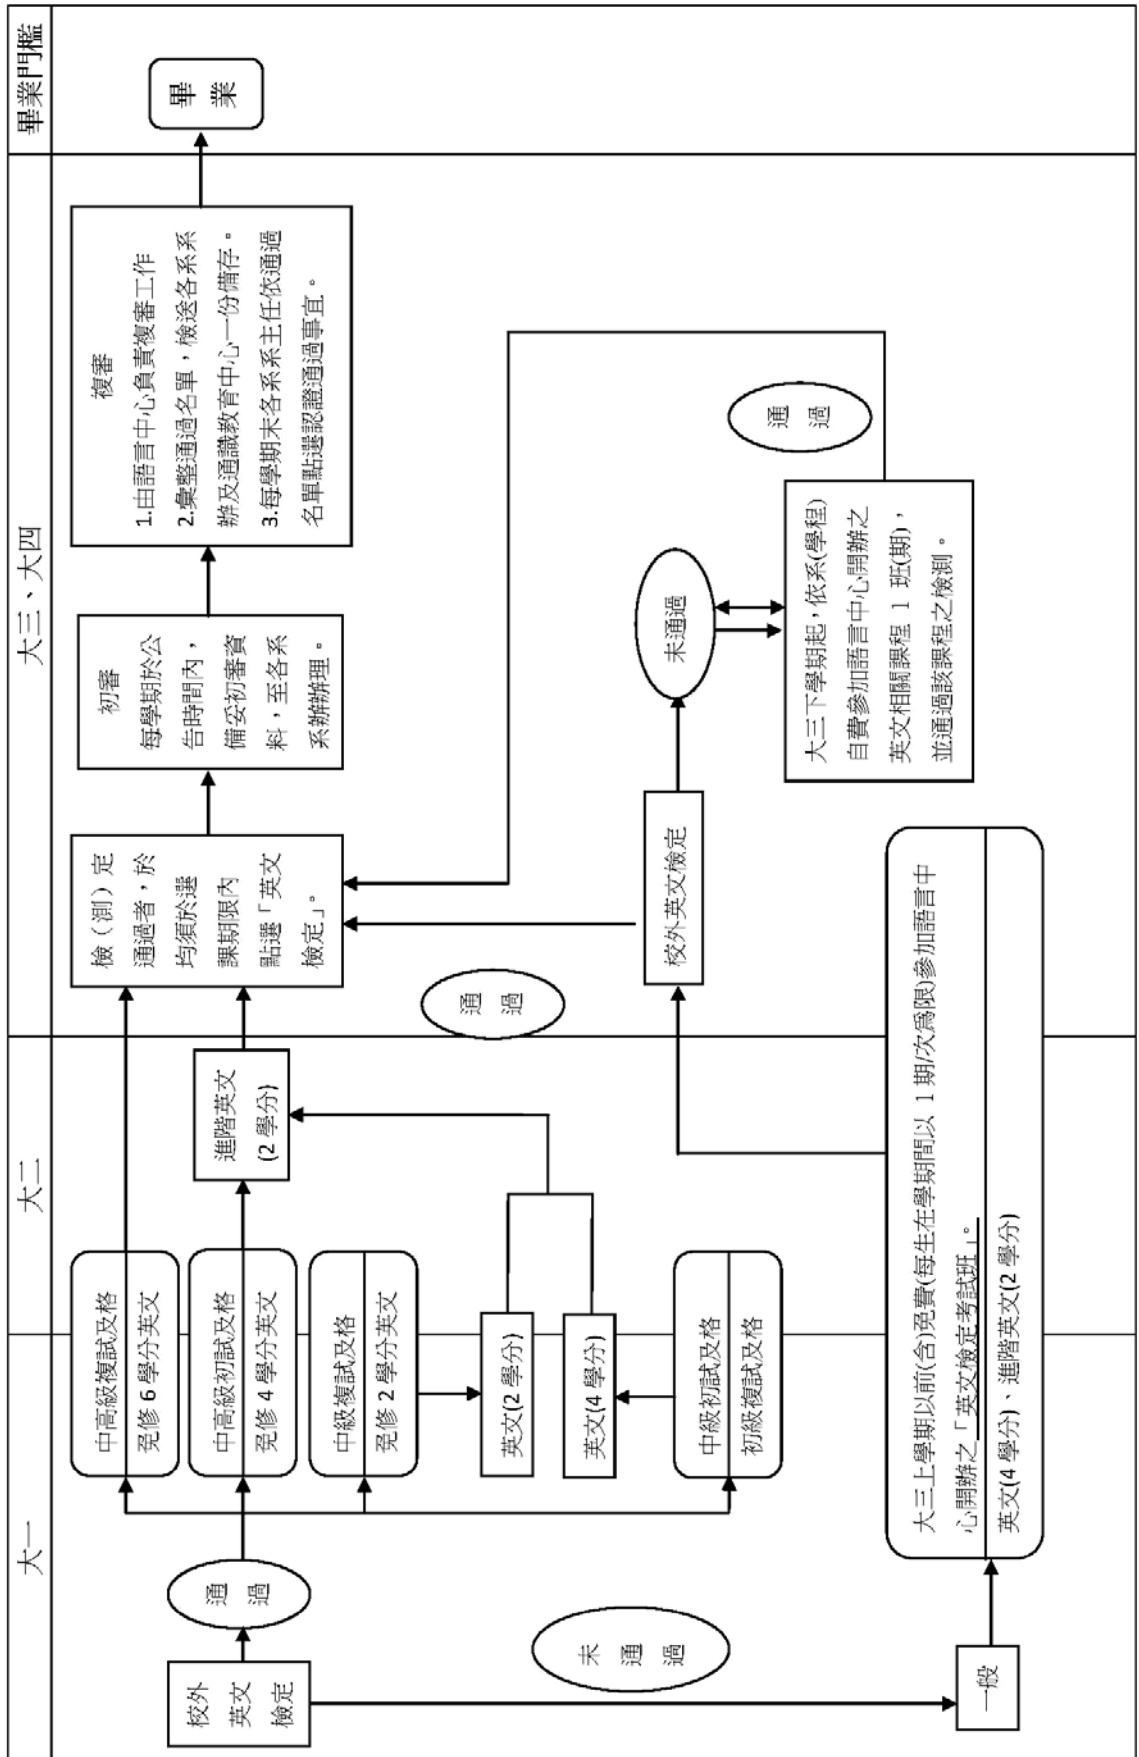 大一
大二
大三、大四
畢業門檻
校外
英文
檢定
通
過
未
通
過
一般
中高級複試及格
免修 6 學分英文
中高級初試及格
免修 4 學分英文
中級複試及格
免修 2 學分英文
英文(2 學分)
英文(4 學分)
中級初試及格
初級複試及格
進階英文
(2 學分)
大三上學期以前(含)免費(每生在學期間以 1 期/次為限)參加語言中
心開辦之「英文檢定考試班」。
英文(4 學分)、進階英文(2 學分)
檢（測）定
通過者，於
均須於選
課期限內
點選「英文
檢定」。
通
過
校外英文檢定
初審
每學期於公
告時間內，
備妥初審資
料，至各系
系辦辦理。
未通過
大三下學期起，依系(學程)
自費參加語言中心開辦之
英文相關課程 1 班(期)，
並通過該課程之檢測。
通
過
複審
1.由語言中心負責複審工作
2.彙整通過名單，檢送各系系
辦及通識教育中心一份備存。
3.每學期末各系系主任依通過
名單點選認證通過事宜。
畢
業